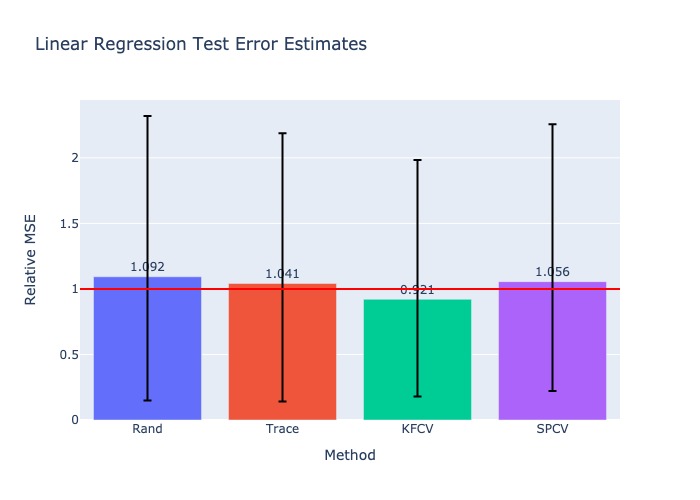 Linear Regression Test Error Estimates
Relative MSE
2
1.5
1
0.5
0
1.092
1.041
0.921
1.056
Rand Trace KFCV SPCV
Method